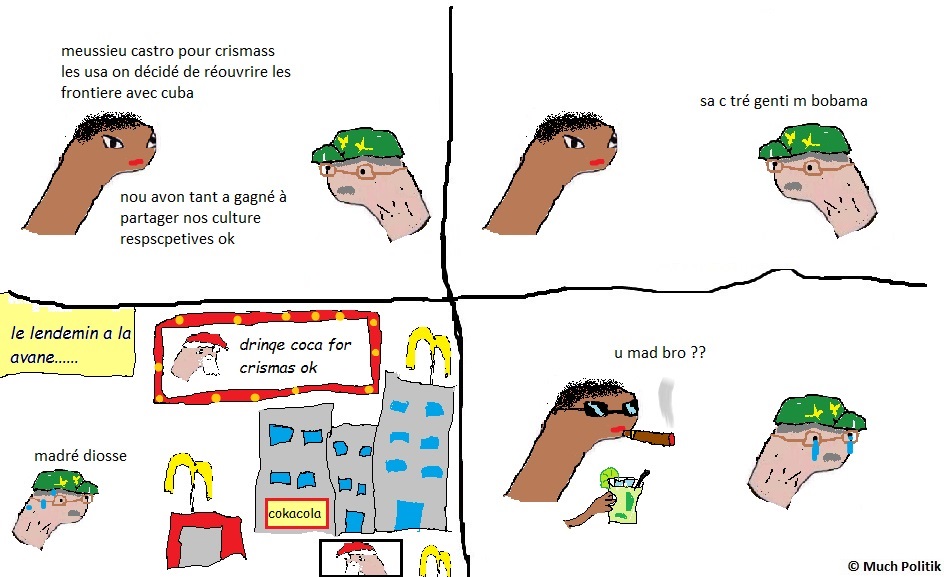 meussieu castro pour crismass
les usa on décidé de réouvrire les
frontiere avec cuba
nou avon tant a gagné à
partager nos culture
respscpetives ok
sa c tré genti m bobama
le lendemin a la
avane......
drinqe coca for
crismas ok
madré diosse
cokacola
u mad bro ??
© Much Politik